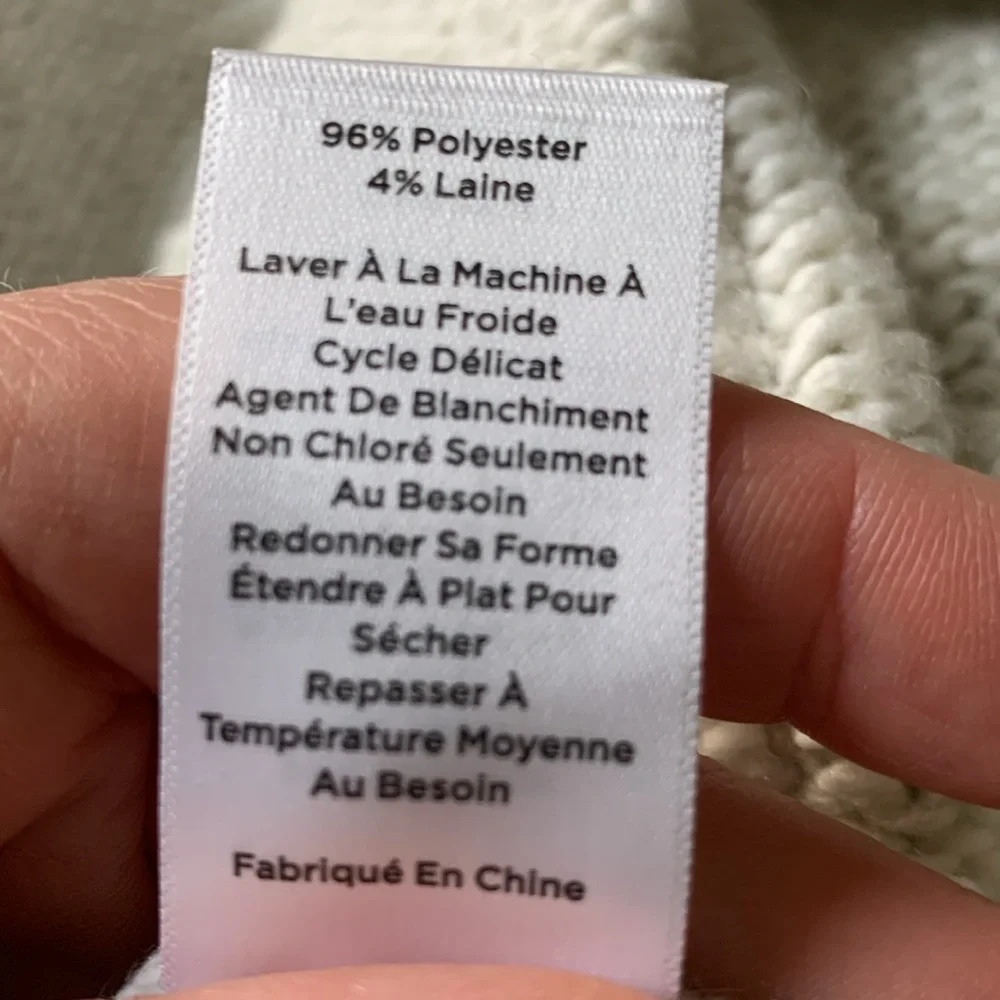 96% Polyester
4% Laine
Laver À La Machine À
L'eau Froide
Cycle Délicat
Agent De Blanchiment
Non Chloré Seulement
Au Besoin
Redonner Sa Forme
Étendre À Plat Pour
Sécher
Repasser À
Température Moyenne
Au Besoin
Fabriqué En Chine